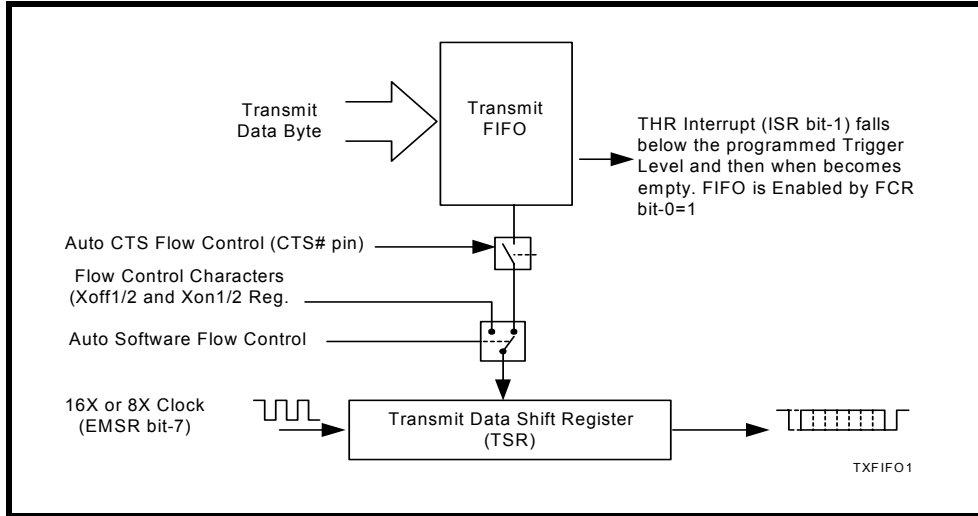 Transmit
Data Byte
Transmit
FIFO
THR Interrupt (ISR bit-1) falls
below the programmed Trigger
Level and then when becomes
empty. FIFO is Enabled by FCR
bit-0=1
Auto CTS Flow Control (CTS# pin)
Flow Control Characters
(Xoff1/2 and Xon1/2 Reg.
Auto Software Flow Control
16X or 8X Clock
(EMSR bit-7)
Transmit Data Shift Register
(TSR)
TXFIFO1